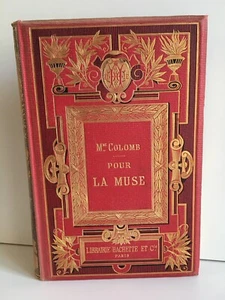 Mme COLOMB
POUR
LA MUSE
LIBRAIRIE HACHETTE ET Cie
PARIS